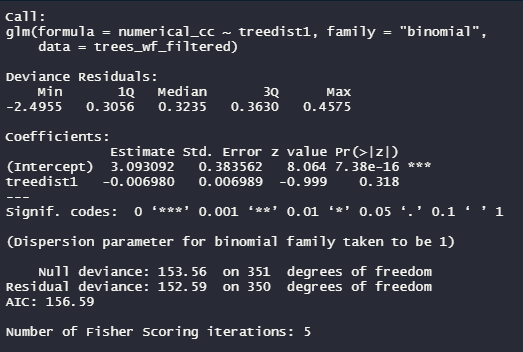 Call:
glm(formula = numerical_cc ~ treedist1, family = "binomial",
    data = trees_wf_filtered)
Deviance Residuals:
    Min      1Q  Median      3Q     Max
-2.4955  0.3056  0.3235  0.3630  0.4575
Coefficients:
             Estimate Std. Error z value Pr(>|z|)
(Intercept)  3.093092   0.383562   8.064 7.38e-16 ***
treedist1   -0.006980   0.006989  -0.999    0.318
---
Signif. codes:  0 ‘***’ 0.001 ‘**’ 0.01 ‘*’ 0.05 ‘.’ 0.1 ‘ ’ 1
(Dispersion parameter for binomial family taken to be 1)
    Null deviance: 153.56  on 351  degrees of freedom
Residual deviance: 152.59  on 350  degrees of freedom
AIC: 156.59
Number of Fisher Scoring iterations: 5